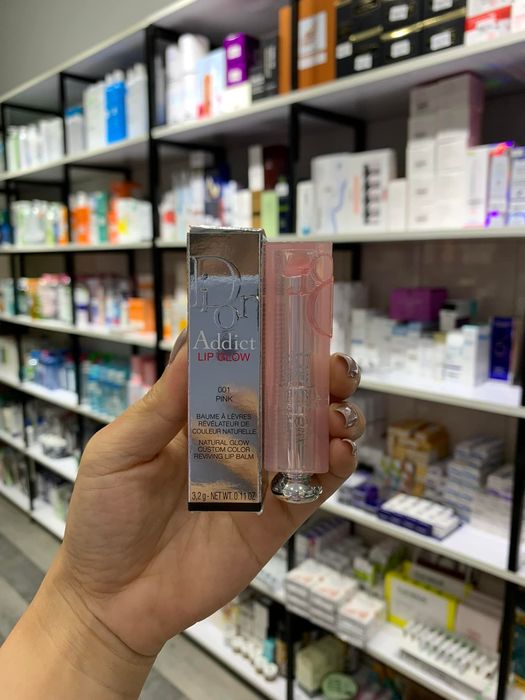 Dior
Addict
LIP GLOW
001
PINK
BAUME À LÈVRES
RÉVÉLATEUR DE
COULEUR NATURELLE
NATURAL GLOW
CUSTOM COLOR
REVIVING LIP BALM
3,2 g - NET WT. 0.11 OZ